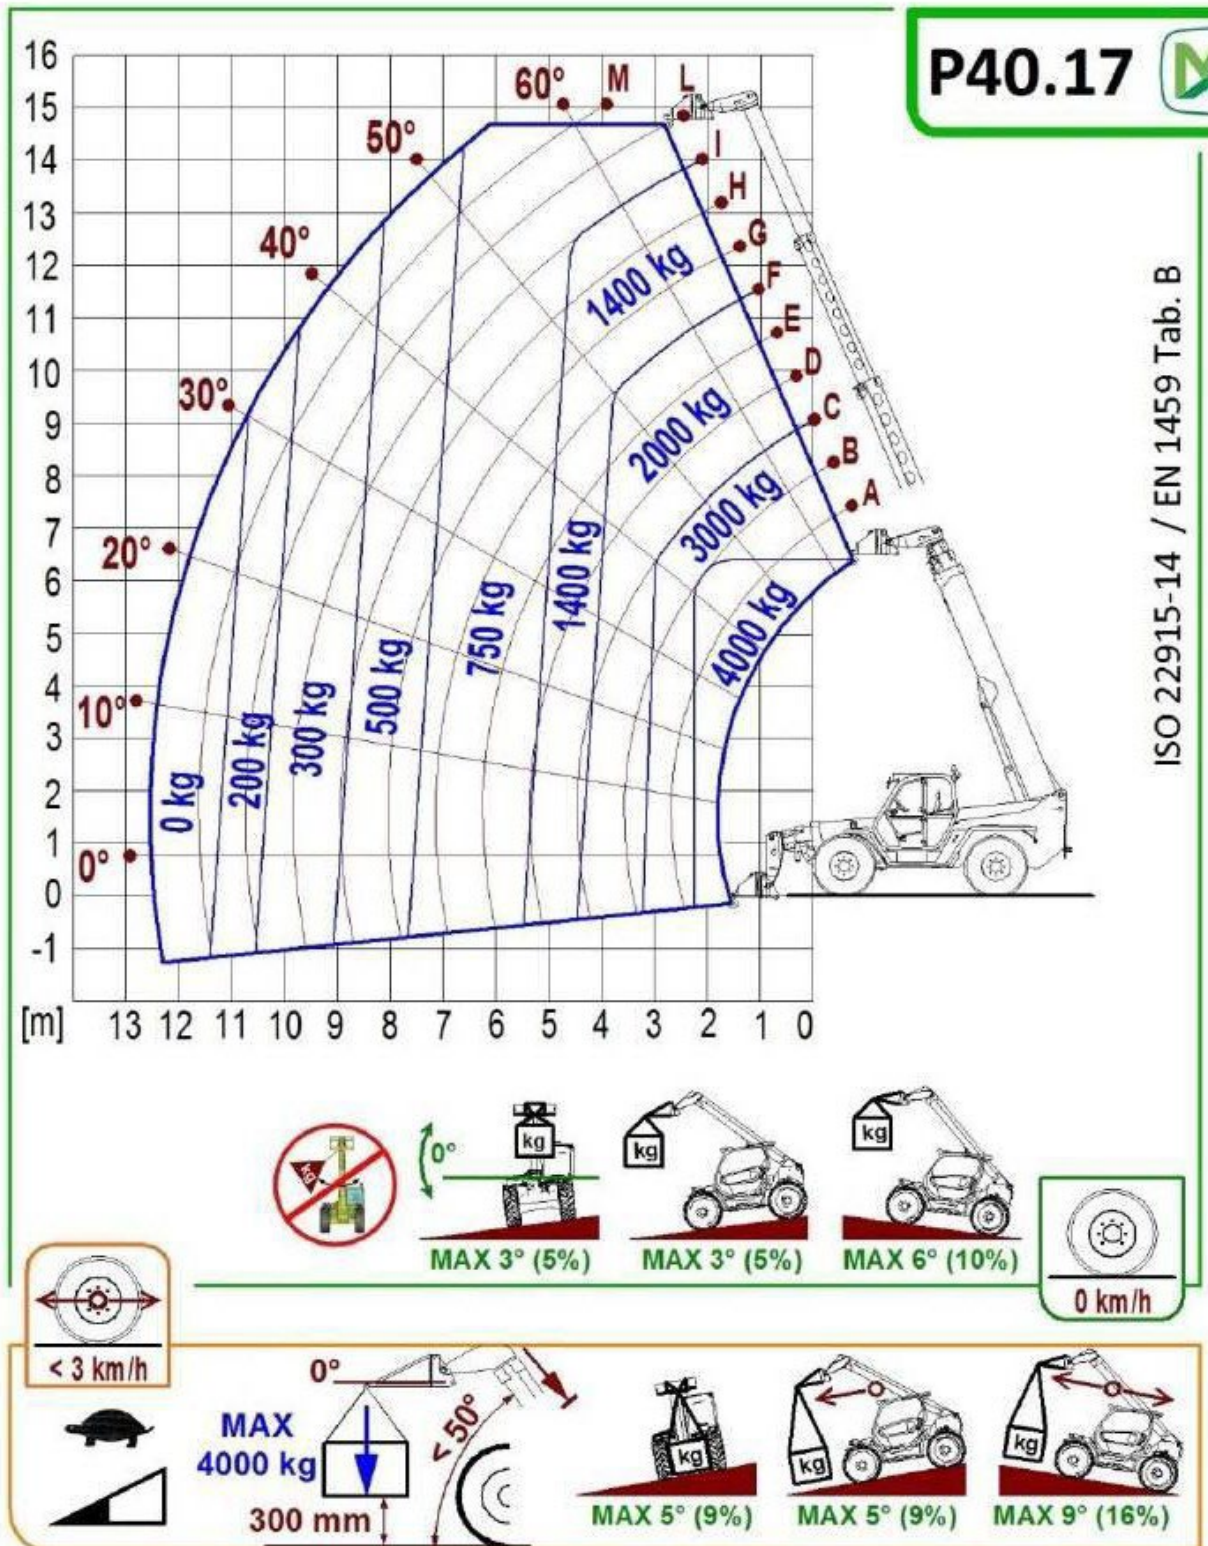 P40.17
ISO 22915-14 / EN 1459 Tab. B
16
15
14
13
12
11
10
9
8
7
6
5
4
3
2
1
0
-1
[m] 13 12 11 10 9 8 7 6 5 4 3 2 1 0
60°
50°
40°
30°
20°
10°
0°
M
L
I
H
G
F
E
D
C
B
A
1400 kg
2000 kg
3000 kg
4000 kg
1400 kg
750 kg
500 kg
300 kg
200 kg
0 kg
kg
0°
kg
kg
kg
MAX 3° (5%)
MAX 3° (5%)
MAX 6° (10%)
0 km/h
< 3 km/h
0°
MAX
4000 kg
< 50°
300 mm
kg
kg
kg
MAX 5° (9%)
MAX 5° (9%)
MAX 9° (16%)